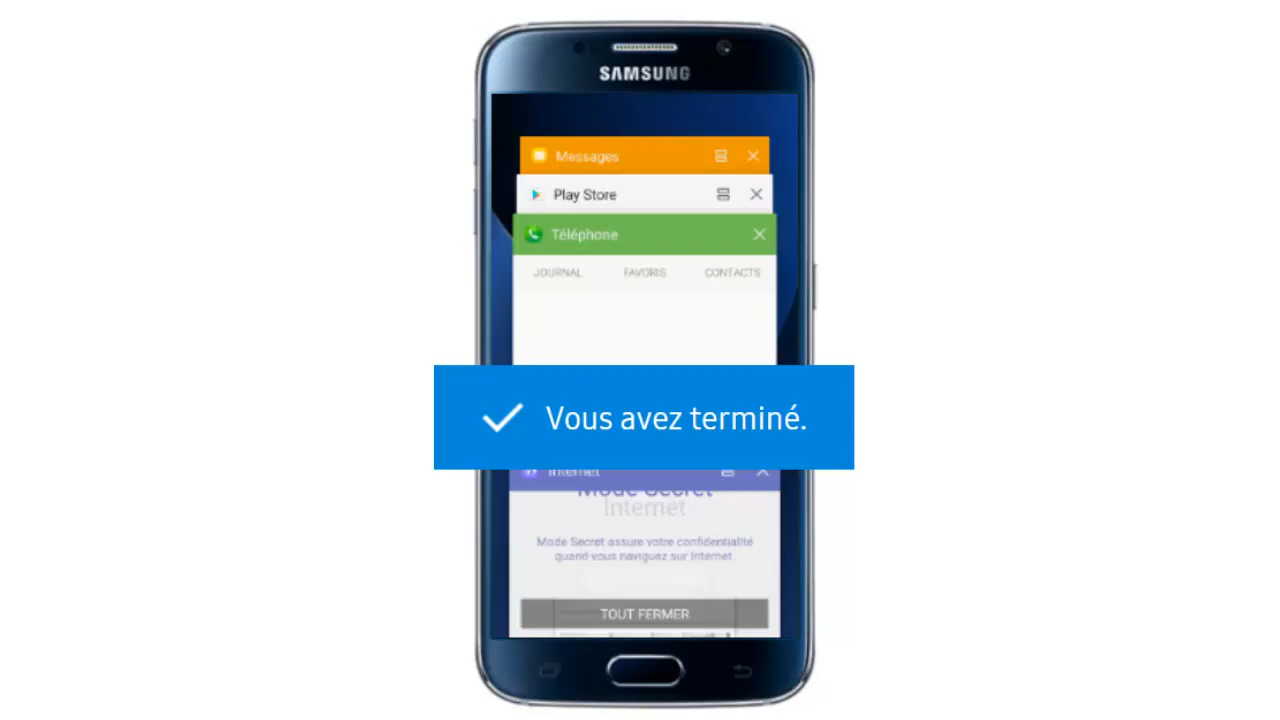 SAMSUNG
Messages
Play Store
Téléphone
JOURNAL FAVORIS CONTACTS
Vous avez terminé.
Internet
Mode Secret
Internet
Mode Secret assure votre confidentialité
quand vous naviguez sur Internet.
TOUT FERMER